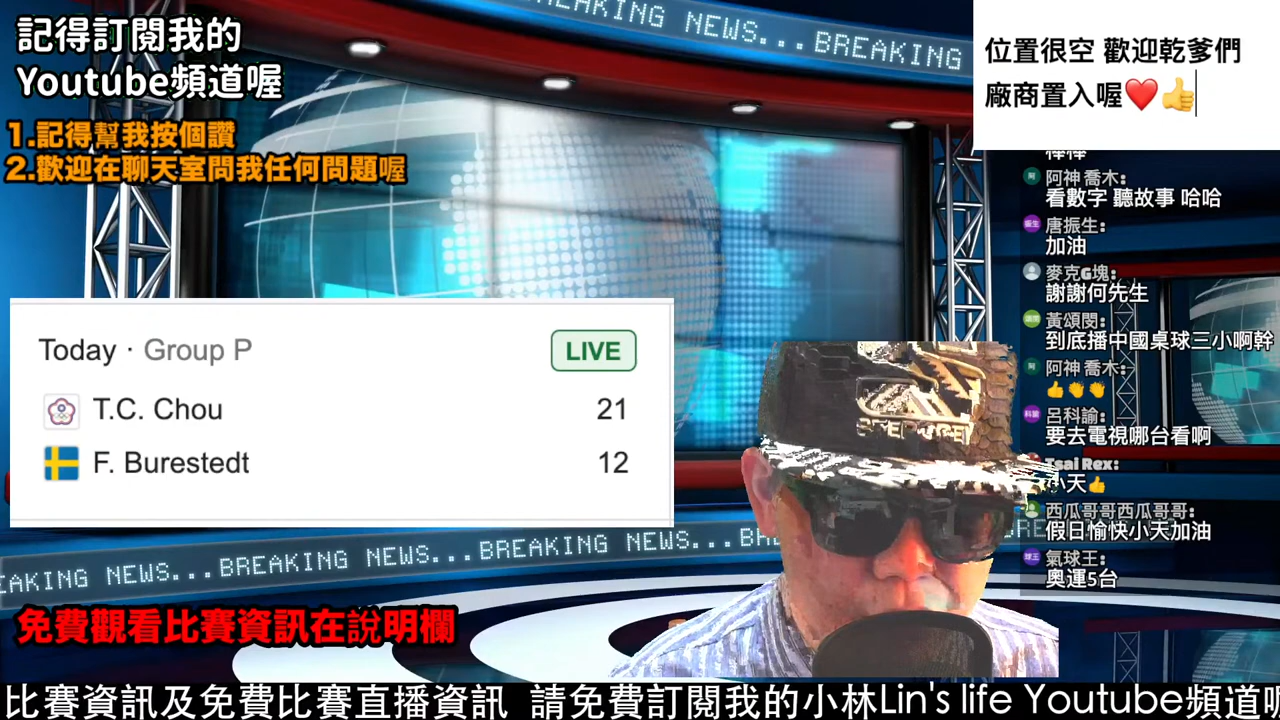 記得訂閱我的
Youtube頻道喔
1.記得幫我按個讚
2.歡迎在聊天室問我任何問題喔
BREAKING NEWS...BREAKING
位置很空 歡迎乾爹們
廠商置入喔❤️👍
棒棒
阿神 喬木:
看數字 聽故事 哈哈
唐振生:
加油
麥克G塊:
謝謝何先生
黃頌閔:
到底播中國桌球三小啊幹
阿神 喬木:
👍👏👏
呂科諭:
要去電視哪台看啊
Tsai Rex:
小天👍
西瓜哥哥西瓜哥哥:
假日愉快小天加油
氣球王:
奧運5台
Today · Group P
LIVE
T.C. Chou 21
F. Burestedt 12
EAKING NEWS...BREAKING NEWS...BREAKING NEWS...BREA
免費觀看比賽資訊在說明欄
比賽資訊及免費比賽直播資訊 請免費訂閱我的小林Lin's life Youtube頻道喔